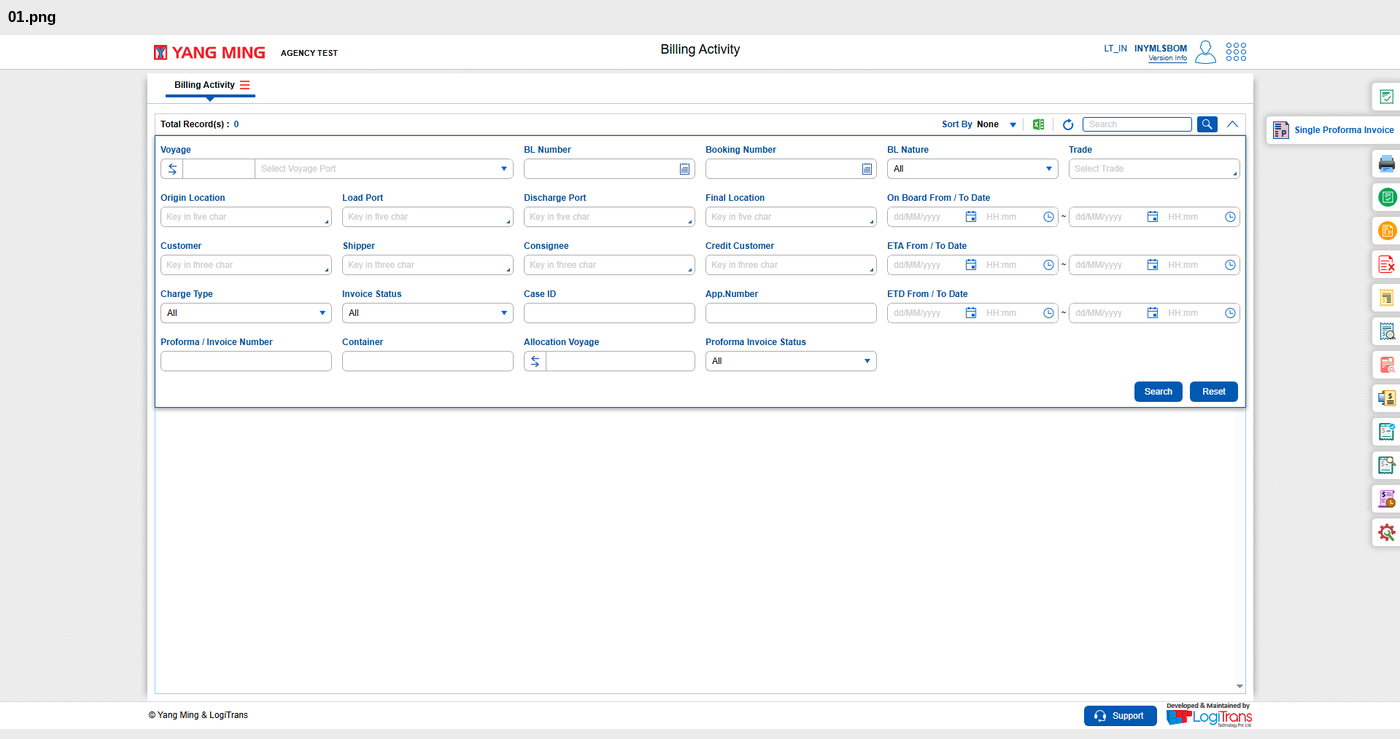 01.png
YANG MING AGENCY TEST Billing Activity LT_IN INYML$BOM
Version Info
Billing Activity
Total Record(s) : 0 Sort By None Search
Single Proforma Invoice
Voyage BL Number Booking Number BL Nature Trade
Select Voyage Port All Select Trade
Origin Location Load Port Discharge Port Final Location On Board From / To Date
Key in five char Key in five char Key in five char Key in five char dd/MM/yyyy HH:mm ~ dd/MM/yyyy HH:mm
Customer Shipper Consignee Credit Customer ETA From / To Date
Key in three char Key in three char Key in three char Key in three char dd/MM/yyyy HH:mm ~ dd/MM/yyyy HH:mm
Charge Type Invoice Status Case ID App.Number ETD From / To Date
All All dd/MM/yyyy HH:mm ~ dd/MM/yyyy HH:mm
Proforma / Invoice Number Container Allocation Voyage Proforma Invoice Status
All
Search Reset
© Yang Ming & LogiTrans Support Developed & Maintained by
LogiTrans
Technology Pvt. Ltd.